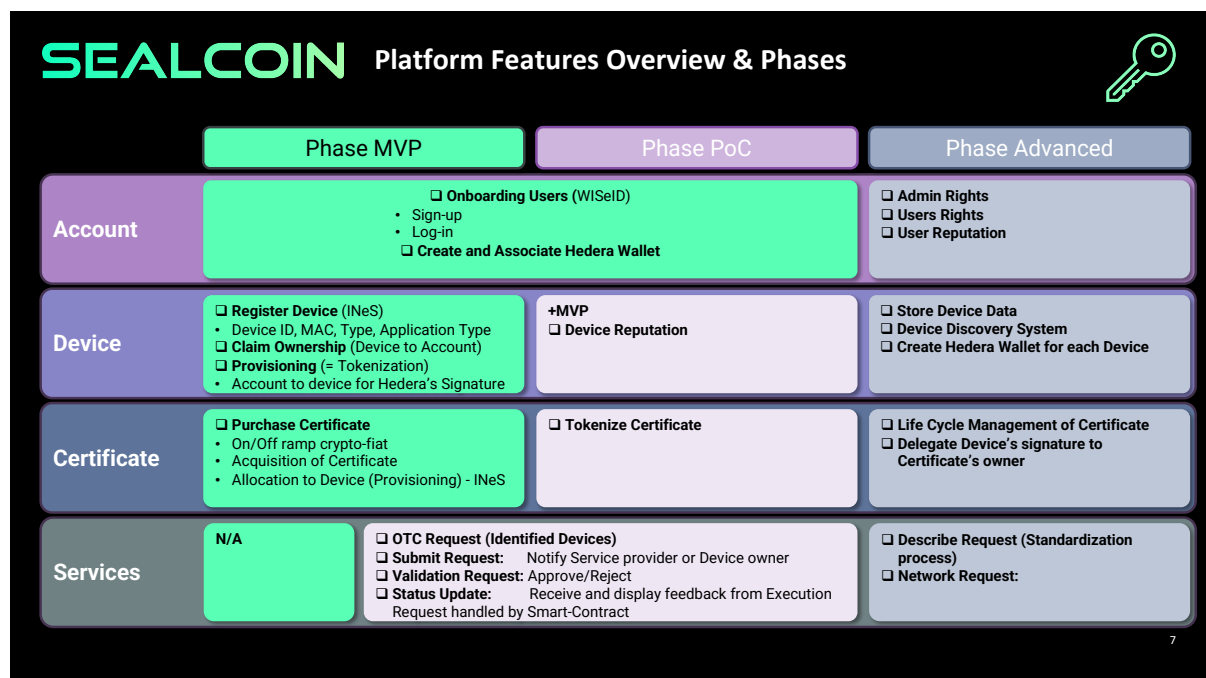 SEALCOIN
Platform Features Overview & Phases
Phase MVP
Phase PoC
Phase Advanced
Account
❑ Onboarding Users (WISeID)
• Sign-up
• Log-in
❑ Create and Associate Hedera Wallet
❑ Admin Rights
❑ Users Rights
❑ User Reputation
Device
❑ Register Device (INeS)
• Device ID, MAC, Type, Application Type
❑ Claim Ownership (Device to Account)
❑ Provisioning (= Tokenization)
• Account to device for Hedera's Signature
+MVP
❑ Device Reputation
❑ Store Device Data
❑ Device Discovery System
❑ Create Hedera Wallet for each Device
Certificate
❑ Purchase Certificate
• On/Off ramp crypto-fiat
• Acquisition of Certificate
• Allocation to Device (Provisioning) - INeS
❑ Tokenize Certificate
❑ Life Cycle Management of Certificate
❑ Delegate Device's signature to
Certificate's owner
Services
N/A
❑ OTC Request (Identified Devices)
❑ Submit Request: Notify Service provider or Device owner
❑ Validation Request: Approve/Reject
❑ Status Update: Receive and display feedback from Execution
Request handled by Smart-Contract
❑ Describe Request (Standardization
process)
❑ Network Request:
7